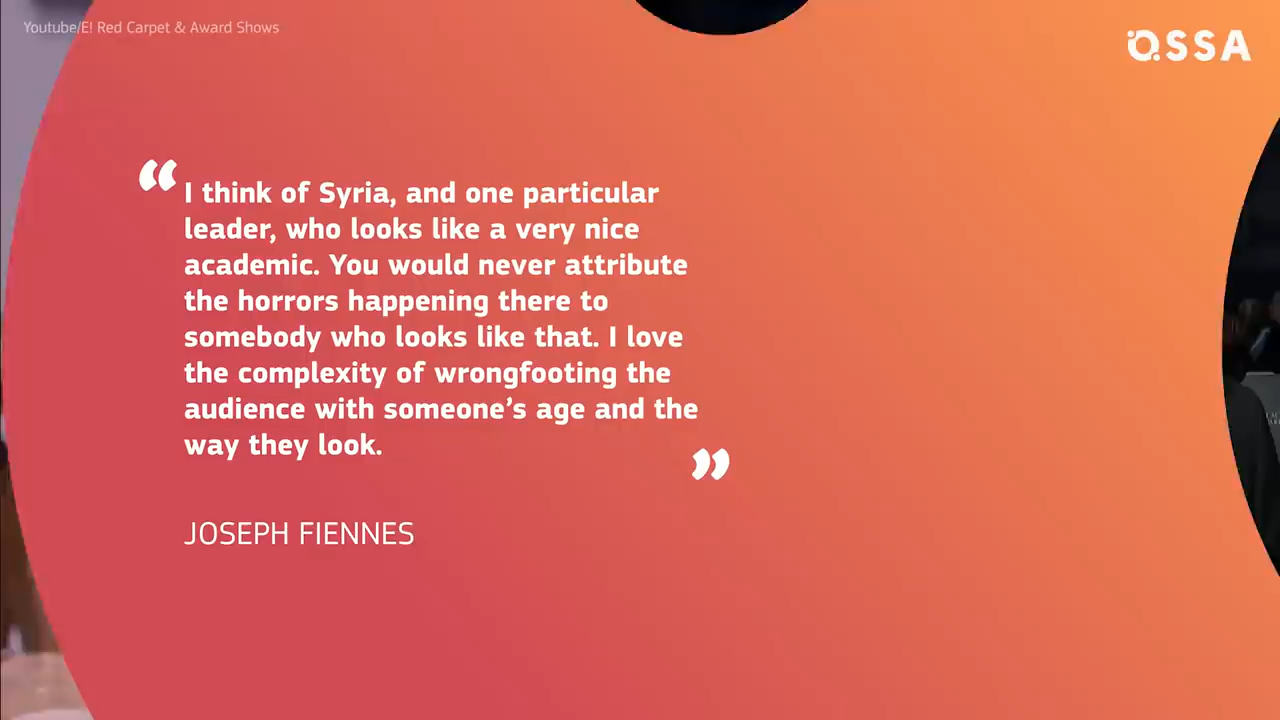 Youtube/E! Red Carpet & Award Shows
QSSA
“I think of Syria, and one particular
leader, who looks like a very nice
academic. You would never attribute
the horrors happening there to
somebody who looks like that. I love
the complexity of wrongfooting the
audience with someone’s age and the
way they look.”
JOSEPH FIENNES